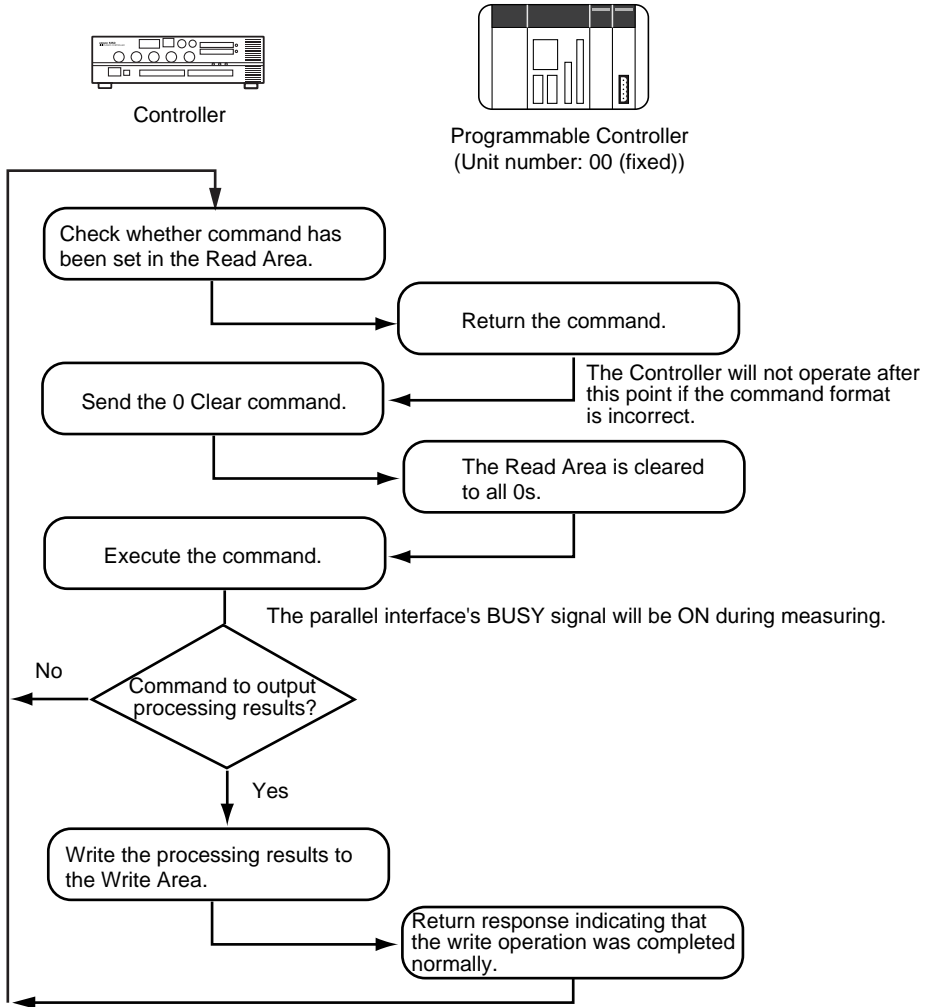 Controller
Programmable Controller
(Unit number: 00 (fixed))
Check whether command has
been set in the Read Area.
Return the command.
The Controller will not operate after
this point if the command format
is incorrect.
Send the 0 Clear command.
The Read Area is cleared
to all 0s.
Execute the command.
The parallel interface's BUSY signal will be ON during measuring.
No
Command to output
processing results?
Yes
Write the processing results to
the Write Area.
Return response indicating that
the write operation was completed
normally.